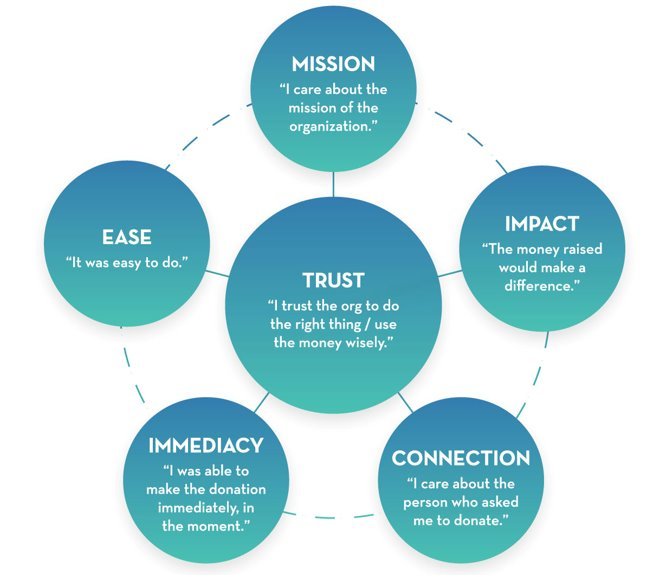 MISSION
“I care about the
mission of the
organization.”
EASE
“It was easy to do.”
IMPACT
“The money raised
would make a
difference.”
TRUST
“I trust the org to do
the right thing / use
the money wisely.”
IMMEDIACY
“I was able to
make the donation
immediately, in
the moment.”
CONNECTION
“I care about the
person who asked
me to donate.”